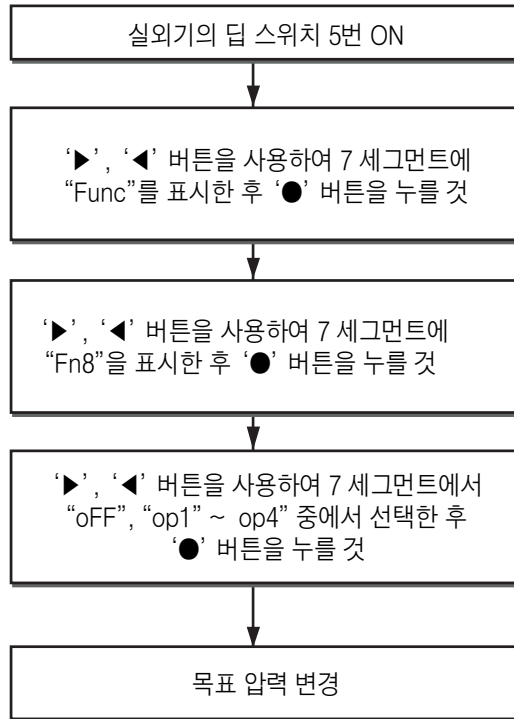 실외기의 딥 스위치 5번 ON
‘▶’, ‘◀’ 버튼을 사용하여 7 세그먼트에
“Func”를 표시한 후 ‘●’ 버튼을 누를 것
‘▶’, ‘◀’ 버튼을 사용하여 7 세그먼트에
“Fn8”을 표시한 후 ‘●’ 버튼을 누를 것
‘▶’, ‘◀’ 버튼을 사용하여 7 세그먼트에서
“oFF”, “op1” ~ op4” 중에서 선택한 후
‘●’ 버튼을 누를 것
목표 압력 변경